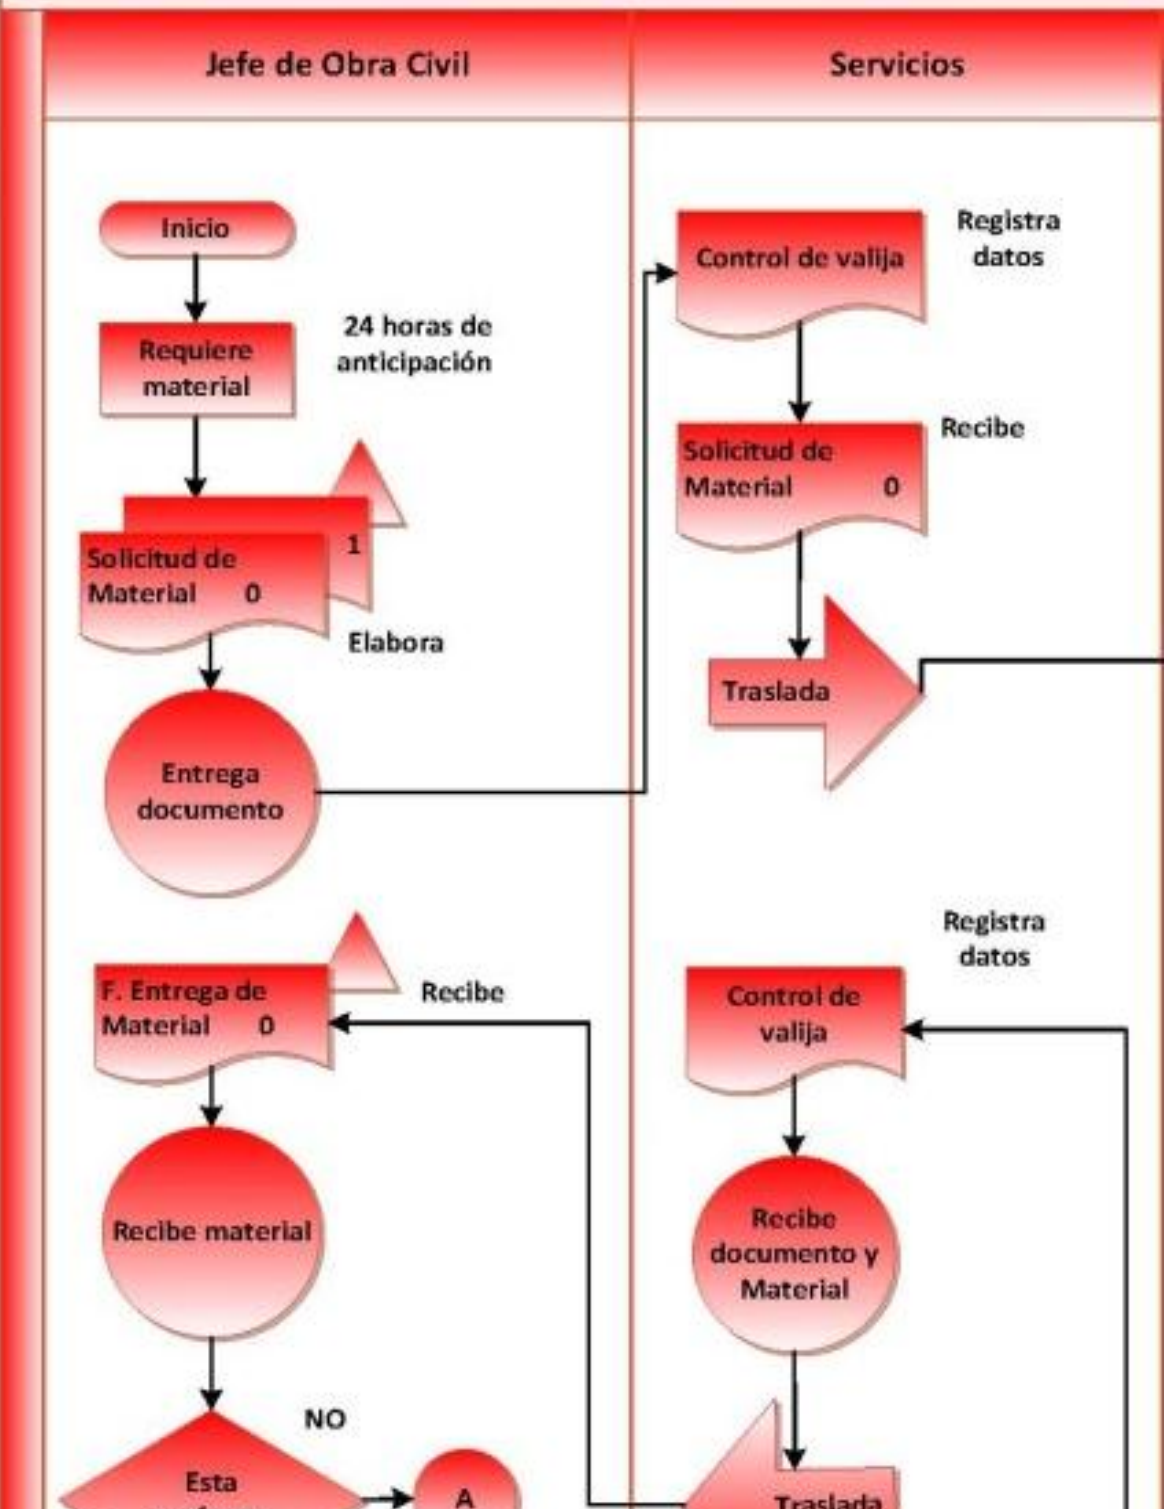 Jefe de Obra Civil
Servicios
Inicio
Requiere
material
24 horas de
anticipación
1
Solicitud de
Material 0
Elabora
Entrega
documento
Control de valija
Registra
datos
Solicitud de
Material 0
Recibe
Traslada
F. Entrega de
Material 0
Recibe
Recibe material
NO
Esta
A
Registra
datos
Control de
valija
Recibe
documento y
Material
Traslada